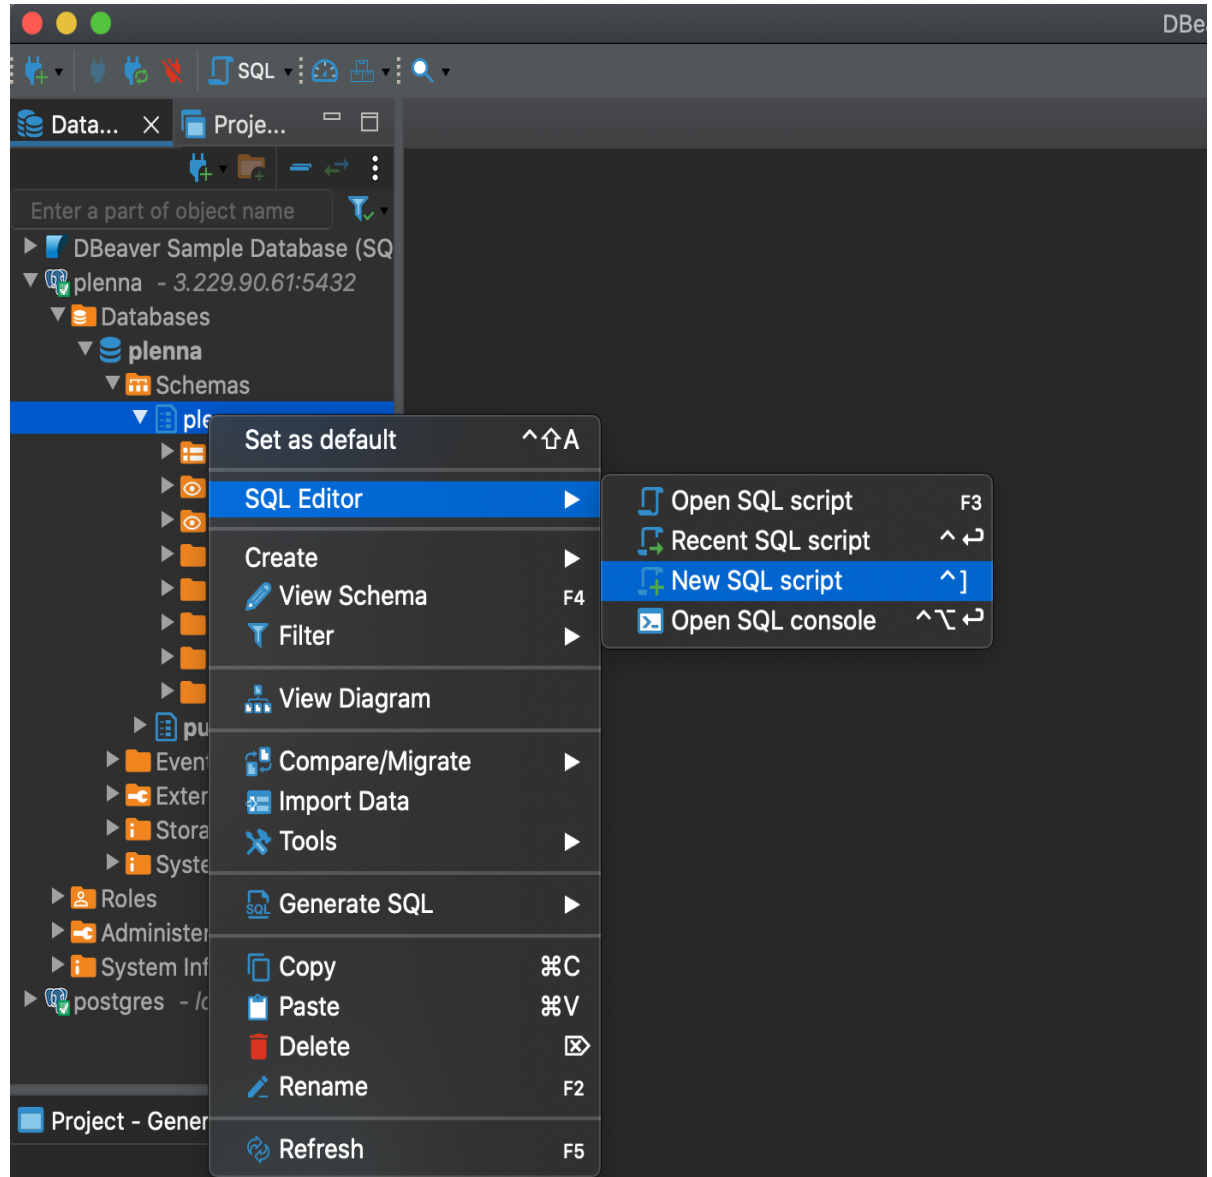 DBe
SQL
Data...
Proje...
Enter a part of object name
DBeaver Sample Database (SQ
plenna - 3.229.90.61:5432
Databases
plenna
Schemas
ple
pu
Event
Exter
Stora
Syste
Roles
Administer
System Inf
postgres - lo
Project - Gener
Set as default ^⇧A
SQL Editor
Create
View Schema F4
Filter
View Diagram
Compare/Migrate
Import Data
Tools
Generate SQL
Copy ⌘C
Paste ⌘V
Delete ⌦
Rename F2
Refresh F5
Open SQL script F3
Recent SQL script ^↩
New SQL script ^]
Open SQL console ^⌥↩